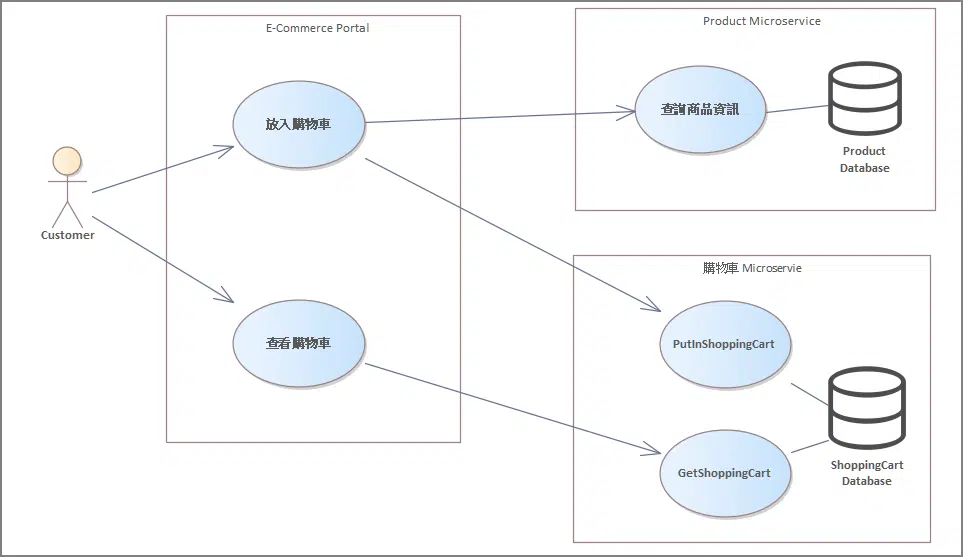 E-Commerce Portal
Product Microservice
放入購物車
查詢商品資訊
Product
Database
Customer
購物車 Microservie
查看購物車
PutInShoppingCart
GetShoppingCart
ShoppingCart
Database